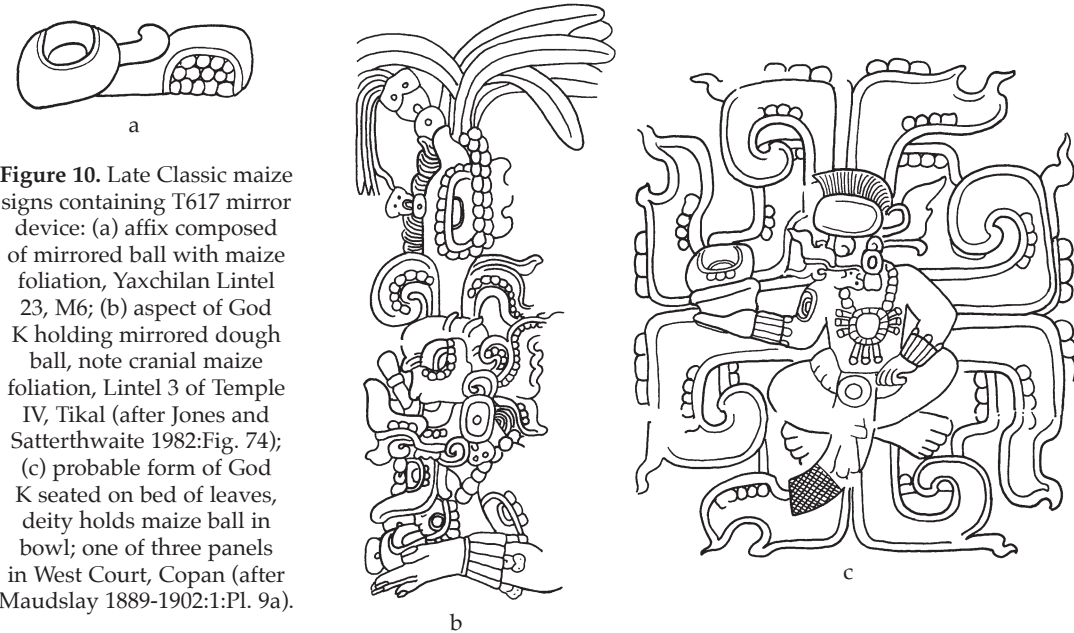 a
Figure 10. Late Classic maize
signs containing T617 mirror
device: (a) affix composed
of mirrored ball with maize
foliation, Yaxchilan Lintel
23, M6; (b) aspect of God
K holding mirrored dough
ball, note cranial maize
foliation, Lintel 3 of Temple
IV, Tikal (after Jones and
Satterthwaite 1982:Fig. 74);
(c) probable form of God
K seated on bed of leaves,
deity holds maize ball in
bowl; one of three panels
in West Court, Copan (after
Maudslay 1889-1902:1:Pl. 9a).
b
c